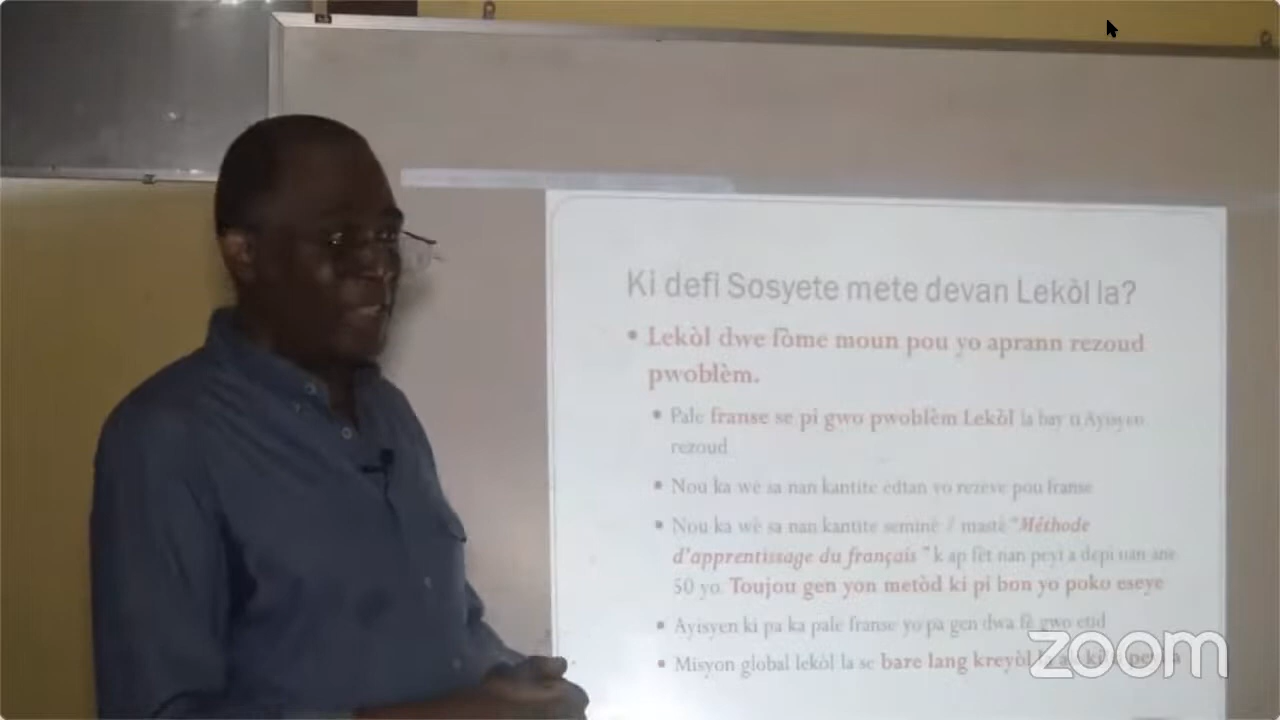 Ki defi Sosyete mete devan Lekòl la?
• Lekòl dwe fòme moun pou yo aprann rezoud
pwoblèm.
• Pale franse se pi gwo pwoblèm Lekòl la bay n Ayisyen
rezoud
• Nou ka wè sa nan kantite edtan yo rezève pou franse
• Nou ka wè sa nan kantite seminè / mastè "Méthode
d'apprentissage du français" k ap fèt nan peyi a depi nan ane
50 yo. Toujou gen yon metòd ki pi bon yo poko eseye
• Ayisyen ki pa ka pale franse yo pa gen dwa fè gwo etid
• Misyon global lekòl la se bare lang kreyòl
zoom